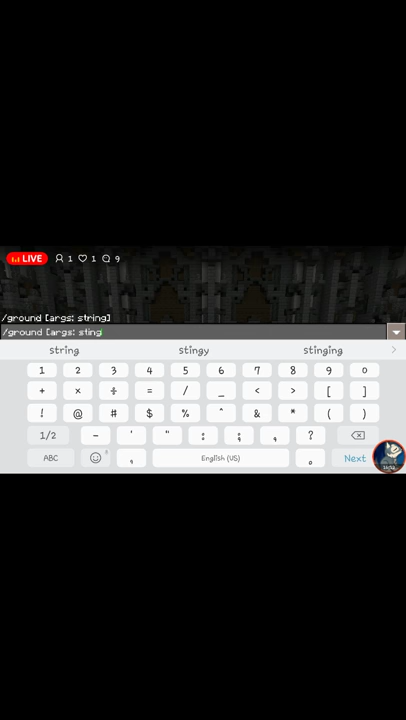 LIVE 1 1 9
/ground [args: string]
/ground [args: sting
string stingy stinging
1 2 3 4 5 6 7 8 9 0
+ × ÷ = / _ < > [ ]
! @ # $ % ^ & * ( )
1/2 - ' " : ; , ?
ABC , English (US) . Next